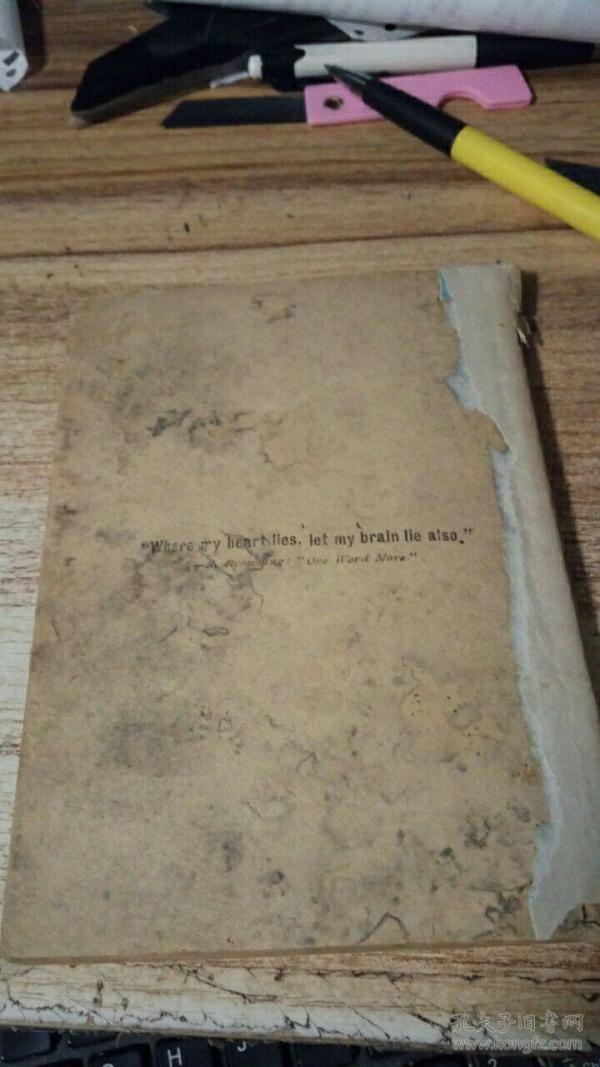 "Where my heart lies, let my brain lie also."
Browning: "One Word More."
H J
孔夫子旧书网
www.kongfz.com